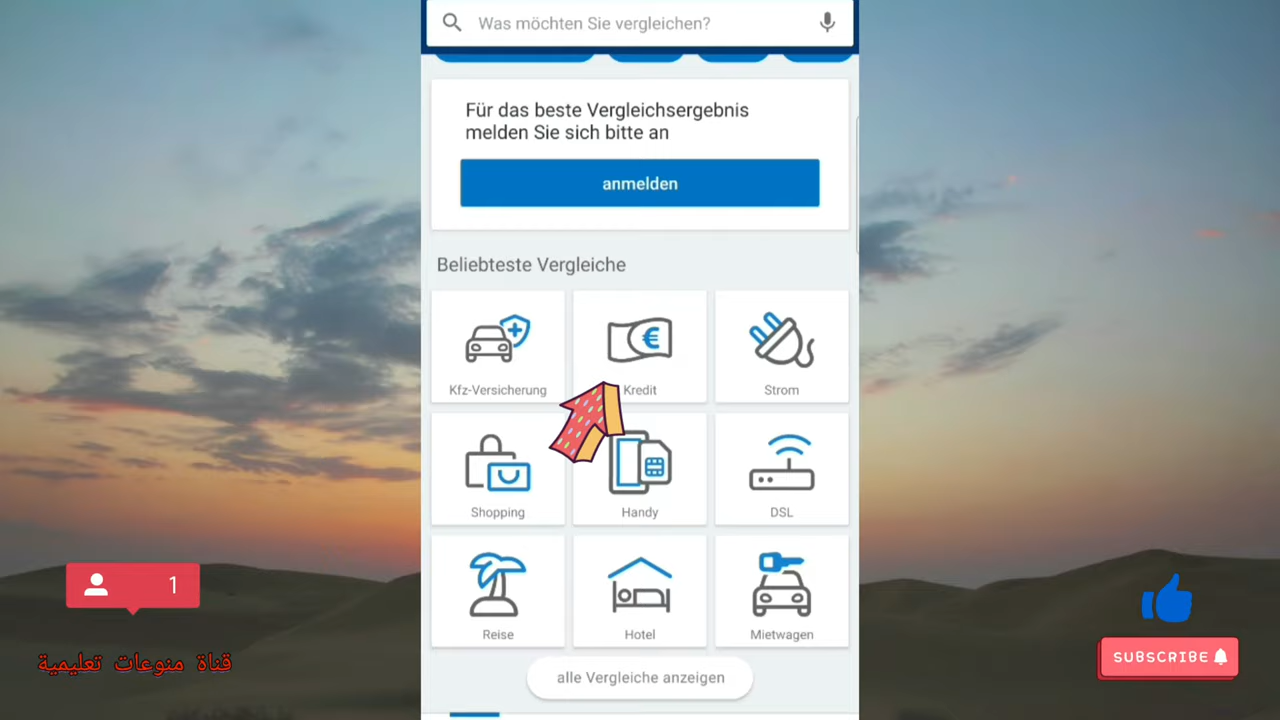 Was möchten Sie vergleichen?
Für das beste Vergleichsergebnis
melden Sie sich bitte an
anmelden
Beliebteste Vergleiche
Kfz-Versicherung
Kredit
Strom
Shopping
Handy
DSL
Reise
Hotel
Mietwagen
alle Vergleiche anzeigen
1
قناة منوعات تعليمية
SUBSCRIBE